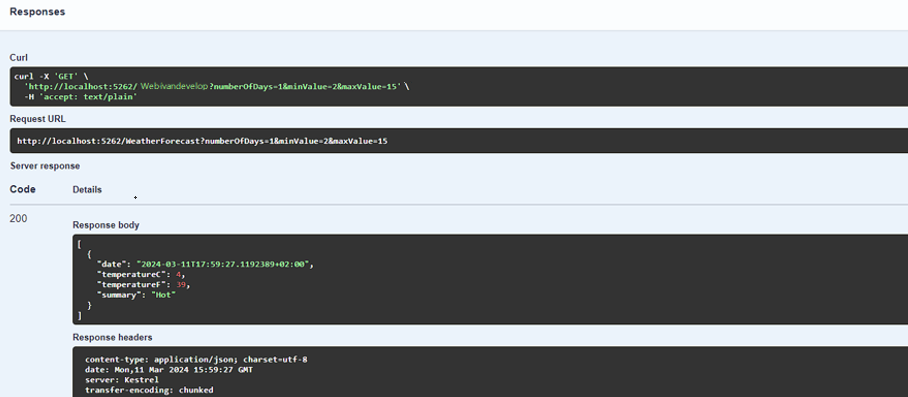 Responses
Curl
curl -X 'GET' \
'http://localhost:5262/ Webivandevelop?numberOfDays=1&minValue=2&maxValue=15' \
-H 'accept: text/plain'
Request URL
http://localhost:5262/WeatherForecast?numberOfDays=1&minValue=2&maxValue=15
Server response
Code Details
200
Response body
[
{
"date": "2024-03-11T17:59:27.1192389+02:00",
"temperatureC": 4,
"temperatureF": 39,
"summary": "Hot"
}
]
Response headers
content-type: application/json; charset=utf-8
date: Mon,11 Mar 2024 15:59:27 GMT
server: Kestrel
transfer-encoding: chunked